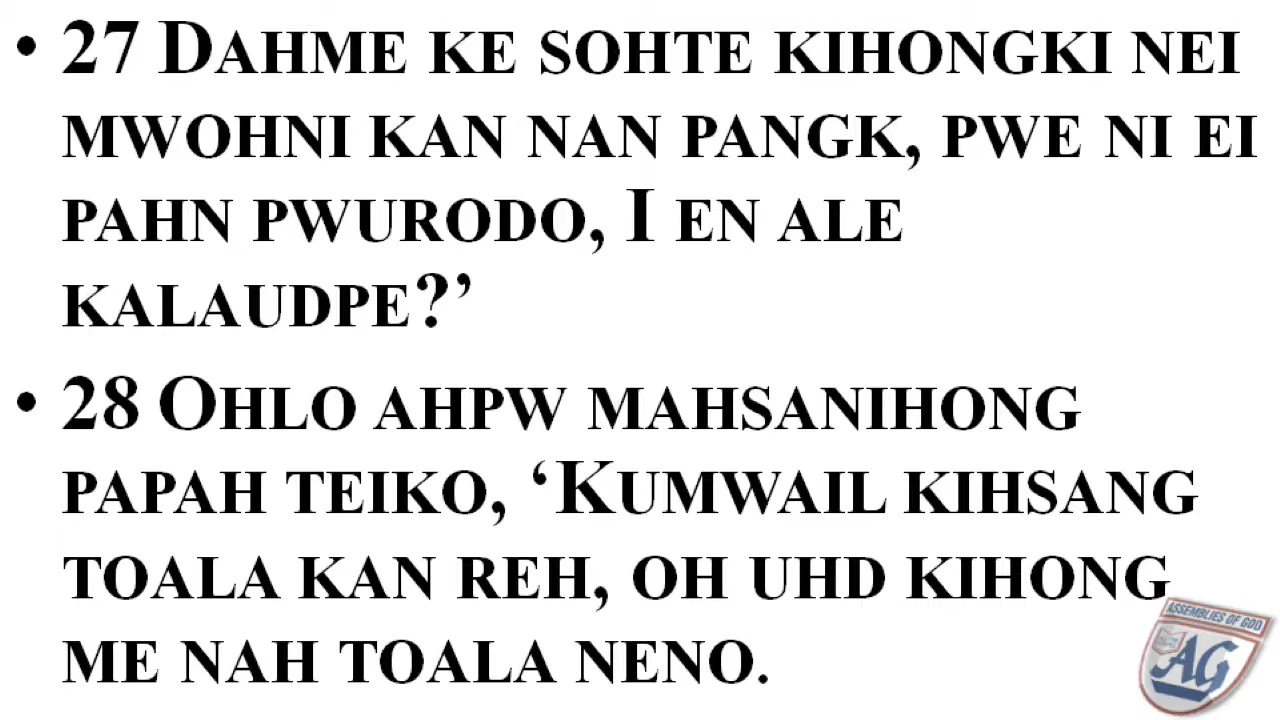 • 27 DAHME KE SOHTE KIHONGKI NEI
MWOHNI KAN NAN PANGK, PWE NI EI
PAHN PWURODO, I EN ALE
KALAUDPE?’
• 28 OHLO AHPW MAHSANIHONG
PAPAH TEIKO, ‘KUMWAIL KIHSANG
TOALA KAN REH, OH UHD KIHONG
ME NAH TOALA NENO.
ASSEMBLIES OF GOD
AG